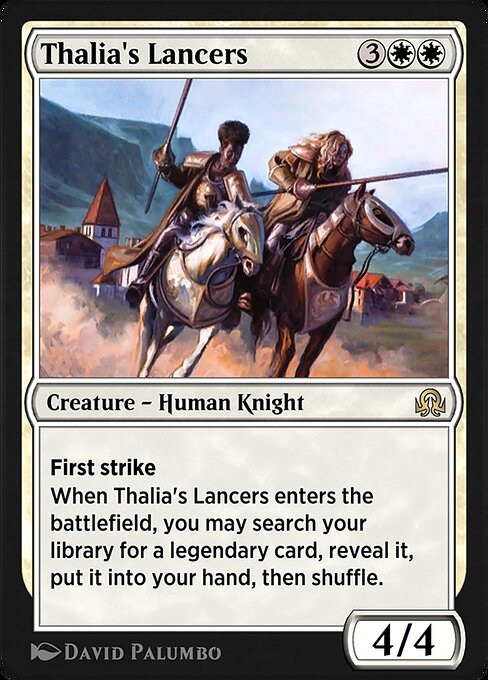 Thalia's Lancers 3
Creature – Human Knight
First strike
When Thalia's Lancers enters the
battlefield, you may search your
library for a legendary card, reveal it,
put it into your hand, then shuffle.
4/4
David Palumbo